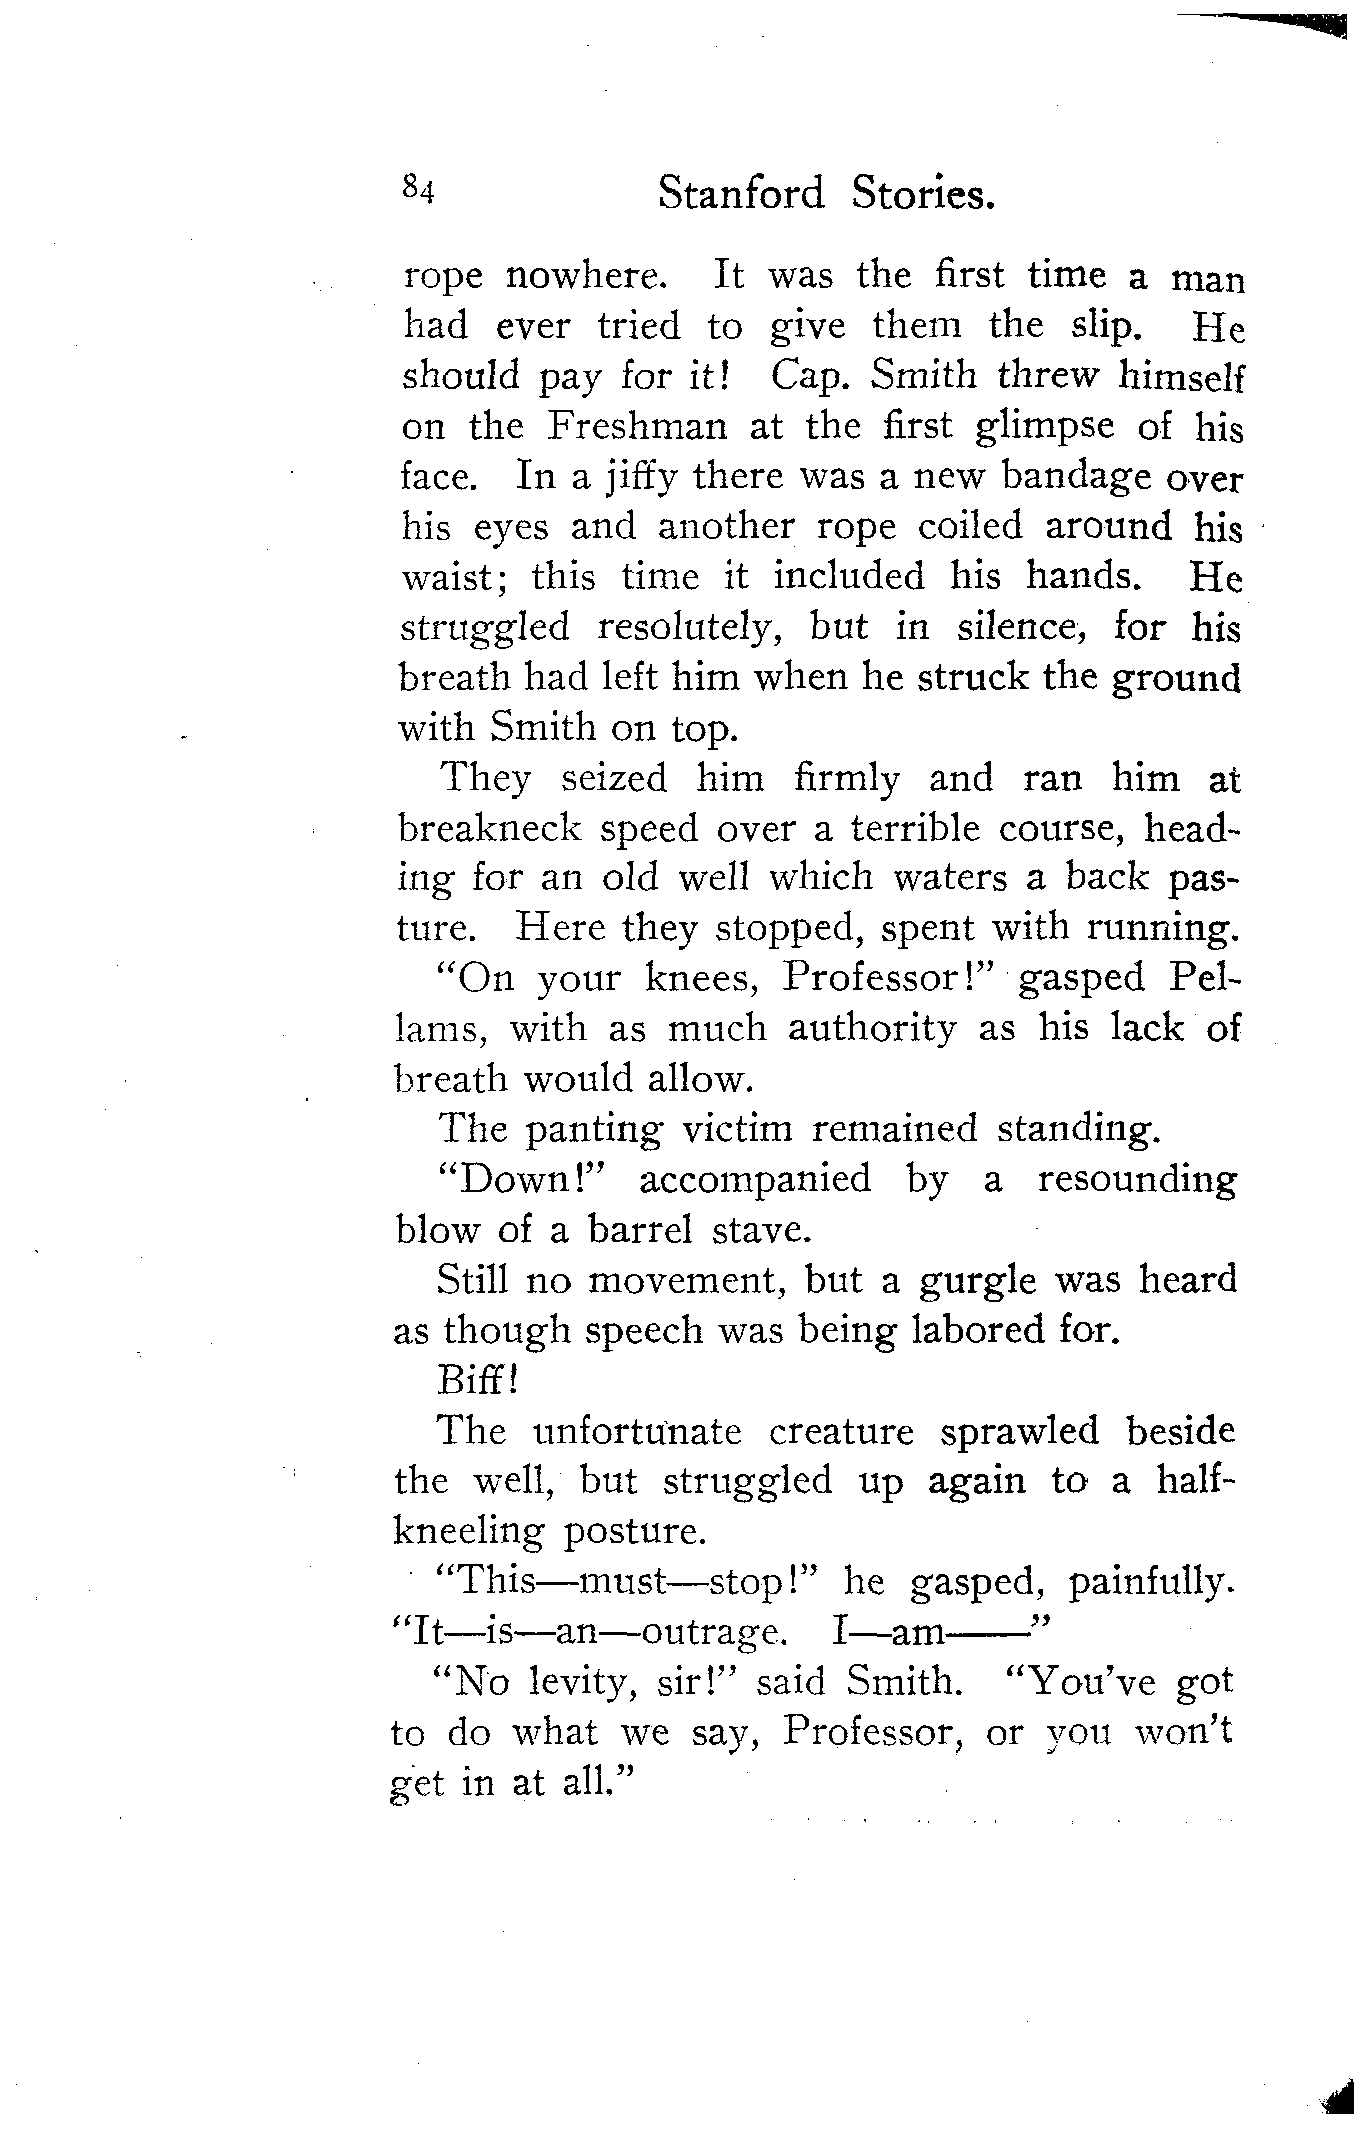 84 Stanford Stories.
rope nowhere. It was the first time a man
had ever tried to give them the slip. He
should pay for it! Cap. Smith threw himself
on the Freshman at the first glimpse of his
face. In a jiffy there was a new bandage over
his eyes and another rope coiled around his
waist; this time it included his hands. He
struggled resolutely, but in silence, for his
breath had left him when he struck the ground
with Smith on top.
They seized him firmly and ran him at
breakneck speed over a terrible course, head-
ing for an old well which waters a back pas-
ture. Here they stopped, spent with running.
“On your knees, Professor!” gasped Pel-
lams, with as much authority as his lack of
breath would allow.
The panting victim remained standing.
“Down!” accompanied by a resounding
blow of a barrel stave.
Still no movement, but a gurgle was heard
as though speech was being labored for.
Biff!
The unfortunate creature sprawled beside
the well, but struggled up again to a half-
kneeling posture.
“This—must—stop!” he gasped, painfully.
“It—is—an—outrage. I—am——”
“No levity, sir!” said Smith. “You've got
to do what we say, Professor, or you won't
get in at all.”